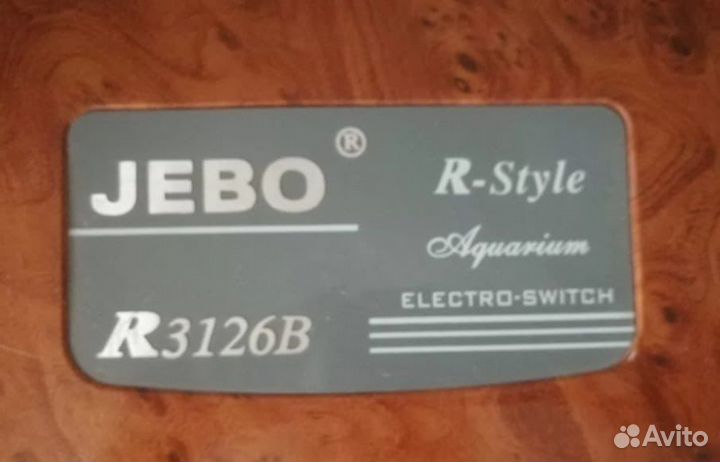 JEBO®
R3126B
R-Style
Aquarium
ELECTRO-SWITCH
Avito